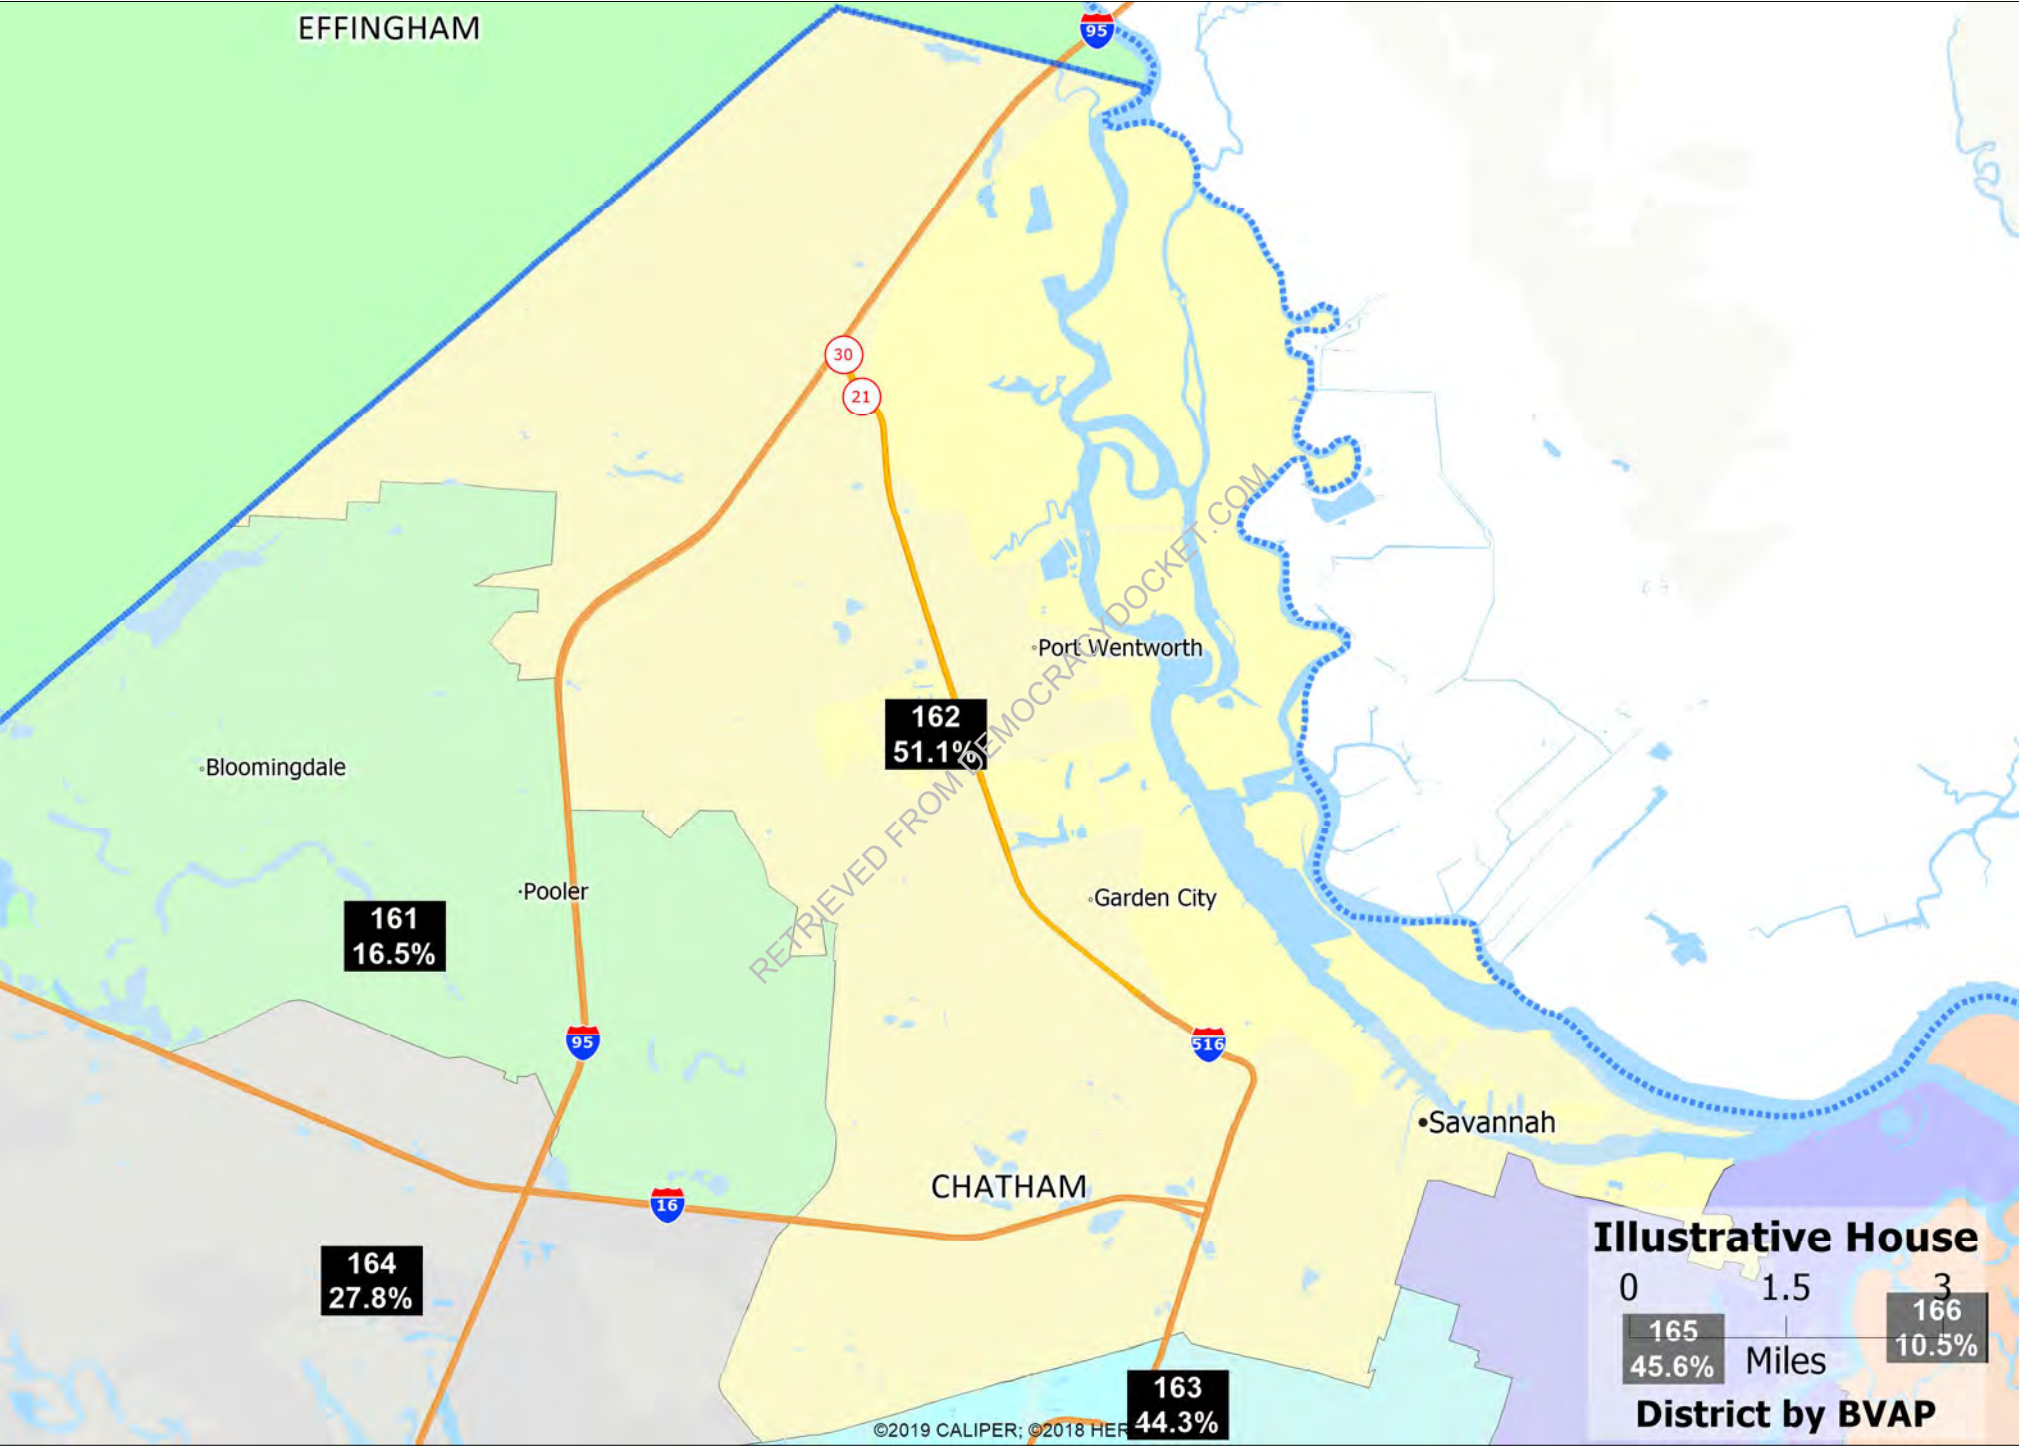 EFFINGHAM
95
30
21
Port Wentworth
162
51.1%
Bloomingdale
Pooler
Garden City
161
16.5%
95
516
Savannah
CHATHAM
16
164
27.8%
163
44.3%
Illustrative House
0 1.5 3
Miles
165
45.6%
166
10.5%
District by BVAP
©2019 CALIPER; ©2018 HER
RETRIEVED FROM DEMOCRACYDOCKET.COM